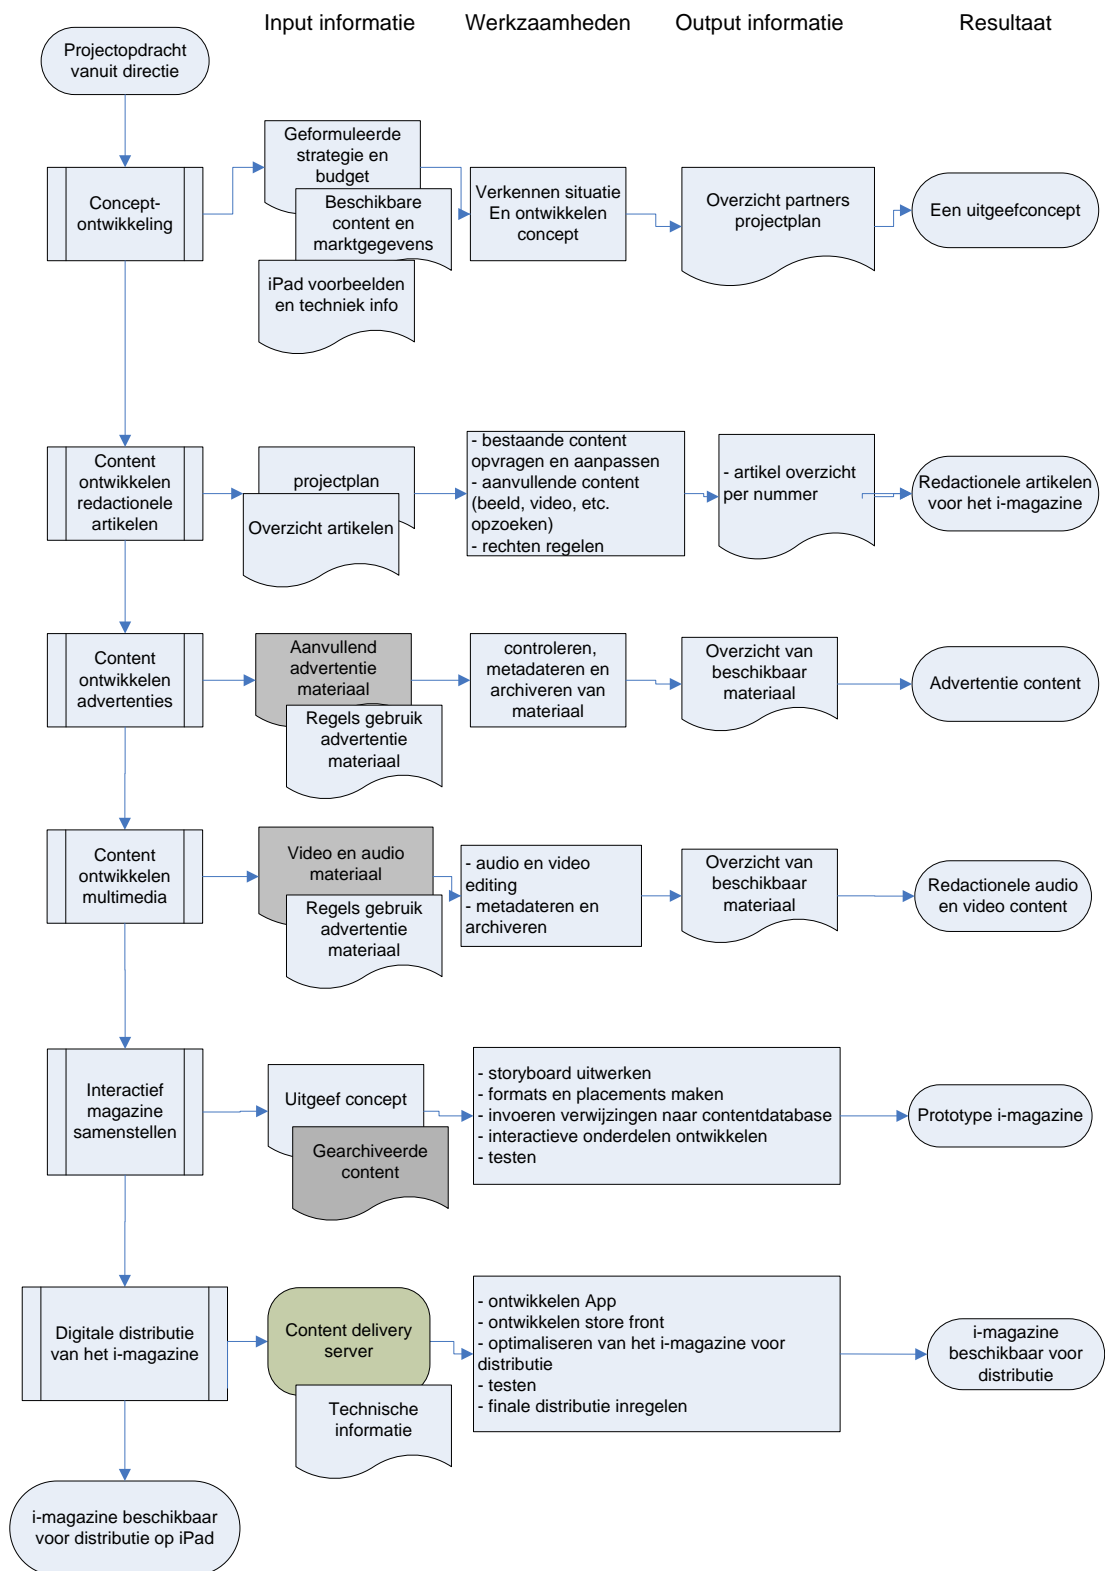 Input informatie
Werkzaamheden
Output informatie
Resultaat
Projectopdracht
vanuit directie
Concept-
ontwikkeling
Geformuleerde
strategie en
budget
Beschikbare
content en
marktgegevens
iPad voorbeelden
en techniek info
Verkennen situatie
En ontwikkelen
concept
Overzicht partners
projectplan
Een uitgeefconcept
Content
ontwikkelen
redactionele
artikelen
projectplan
Overzicht artikelen
- bestaande content
opvragen en aanpassen
- aanvullende content
(beeld, video, etc.
opzoeken)
- rechten regelen
- artikel overzicht
per nummer
Redactionele artikelen
voor het i-magazine
Content
ontwikkelen
advertenties
Aanvullend
advertentie
materiaal
Regels gebruik
advertentie
materiaal
controleren,
metadateren en
archiveren van
materiaal
Overzicht van
beschikbaar
materiaal
Advertentie content
Content
ontwikkelen
multimedia
Video en audio
materiaal
Regels gebruik
advertentie
materiaal
- audio en video
editing
- metadateren en
archiveren
Overzicht van
beschikbaar
materiaal
Redactionele audio
en video content
Interactief
magazine
samenstellen
Uitgeef concept
Gearchiveerde
content
- storyboard uitwerken
- formats en placements maken
- invoeren verwijzingen naar contentdatabase
- interactieve onderdelen ontwikkelen
- testen
Prototype i-magazine
Digitale distributie
van het i-magazine
Content delivery
server
Technische
informatie
- ontwikkelen App
- ontwikkelen store front
- optimaliseren van het i-magazine voor
distributie
- testen
- finale distributie inregelen
i-magazine
beschikbaar voor
distributie
i-magazine beschikbaar
voor distributie op iPad